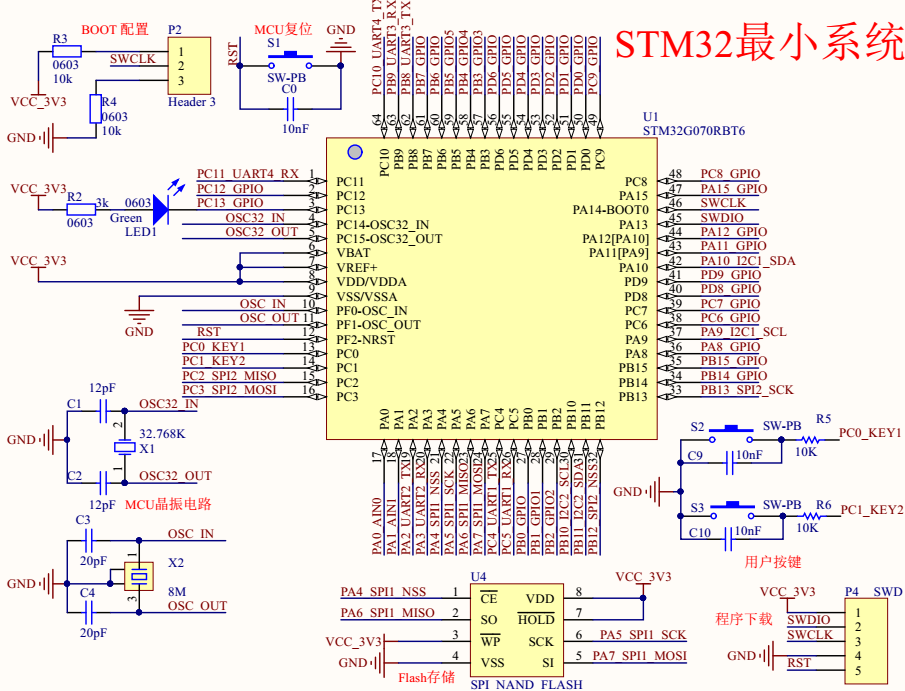 STM32最小系统
BOOT 配置
P2
R3
0603
10k
SWCLK
1
2
3
Header 3
VCC_3V3
R4
0603
10k
GND
MCU复位
GND
RST
S1
SW-PB
C0
10nF
PC10_UART4_TX
PB9_UART3_RX
PB8_UART3_TX
PB7_GPIO
PB6_GPIO
PB5_GPIO5
PB4_GPIO4
PB3_GPIO3
PD6_GPIO
PD5_GPIO
PD4_GPIO
PD3_GPIO
PD2_GPIO
PD1_GPIO
PD0_GPIO
PC9_GPIO
64
63
62
61
60
59
58
57
56
55
54
53
52
51
50
49
U1
STM32G070RBT6
PC10
PB9
PB8
PB7
PB6
PB5
PB4
PB3
PD6
PD5
PD4
PD3
PD2
PD1
PD0
PC9
PC11_UART4_RX 1 PC11
PC12_GPIO 2 PC12
PC13_GPIO 3 PC13
OSC32_IN 4 PC14-OSC32_IN
OSC32_OUT 5 PC15-OSC32_OUT
6 VBAT
7 VREF+
8 VDD/VDDA
9 VSS/VSSA
OSC_IN 10 PF0-OSC_IN
OSC_OUT 11 PF1-OSC_OUT
RST 12 PF2-NRST
PC0_KEY1 13 PC0
PC1_KEY2 14 PC1
PC2_SPI2_MISO 15 PC2
PC3_SPI2_MOSI 16 PC3
VCC_3V3
R2
3k
0603
0603
Green
LED1
VCC_3V3
GND
PC8 48 PC8_GPIO
PA15 47 PA15_GPIO
PA14-BOOT0 46 SWCLK
PA13 45 SWDIO
PA12[PA10] 44 PA12_GPIO
PA11[PA9] 43 PA11_GPIO
PA10 42 PA10_I2C1_SDA
PD9 41 PD9_GPIO
PD8 40 PD8_GPIO
PC7 39 PC7_GPIO
PC6 38 PC6_GPIO
PA9 37 PA9_I2C1_SCL
PA8 36 PA8_GPIO
PB15 35 PB15_GPIO
PB14 34 PB14_GPIO
PB13 33 PB13_SPI2_SCK
PA0
PA1
PA2
PA3
PA4
PA5
PA6
PA7
PC4
PC5
PB0
PB1
PB2
PB10
PB11
PB12
17
18
19
20
21
22
23
24
25
26
27
28
29
30
31
32
PA0_AIN0
PA1_AIN1
PA2_UART2_TX
PA3_UART2_RX
PA4_SPI1_NSS
PA5_SPI1_SCK
PA6_SPI1_MISO
PA7_SPI1_MOSI
PC4_UART1_TX
PC5_UART1_RX
PB0_GPIO
PB1_GPIO1
PB2_GPIO2
PB10_I2C2_SCL
PB11_I2C2_SDA
PB12_SPI2_NSS
12pF
C1
OSC32_IN
2
32.768K
X1
GND
1
C2
OSC32_OUT
12pF
MCU晶振电路
C3
OSC_IN
20pF
1
X2
GND
C4
3
8M
OSC_OUT
20pF
S2
SW-PB
R5
PC0_KEY1
10K
C9
10nF
GND
S3
SW-PB
R6
PC1_KEY2
10K
C10
10nF
用户按键
U4
VCC_3V3
PA4_SPI1_NSS 1 CE VDD 8
PA6_SPI1_MISO 2 SO HOLD 7
VCC_3V3 3 WP SCK 6 PA5_SPI1_SCK
GND 4 VSS SI 5 PA7_SPI1_MOSI
Flash存储
SPI_NAND_FLASH
VCC_3V3
P4
SWD
程序下载
1
SWDIO 2
SWCLK 3
GND 4
RST 5